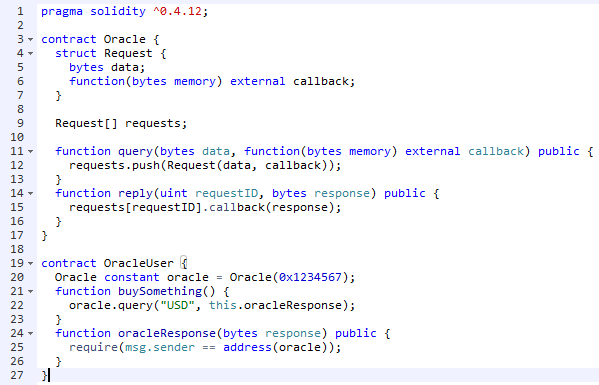 1 pragma solidity ^0.4.12;
2
3 contract Oracle {
4   struct Request {
5     bytes data;
6     function(bytes memory) external callback;
7   }
8
9   Request[] requests;
10
11   function query(bytes data, function(bytes memory) external callback) public {
12     requests.push(Request(data, callback));
13   }
14   function reply(uint requestID, bytes response) public {
15     requests[requestID].callback(response);
16   }
17 }
18
19 contract OracleUser {
20   Oracle constant oracle = Oracle(0x1234567);
21   function buySomething() {
22     oracle.query("USD", this.oracleResponse);
23   }
24   function oracleResponse(bytes response) public {
25     require(msg.sender == address(oracle));
26   }
27 }